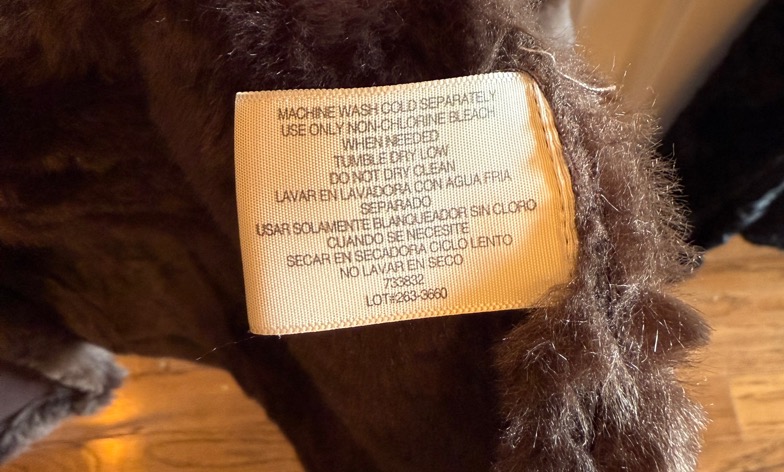 MACHINE WASH COLD SEPARATELY
USE ONLY NON-CHLORINE BLEACH
WHEN NEEDED
TUMBLE DRY LOW
DO NOT DRY CLEAN
LAVAR EN LAVADORA CON AGUA FRIA
SEPARADO
USAR SOLAMENTE BLANQUEADOR SIN CLORO
CUANDO SE NECESITE
SECAR EN SECADORA CICLO LENTO
NO LAVAR EN SECO
733832
LOT#263-3660